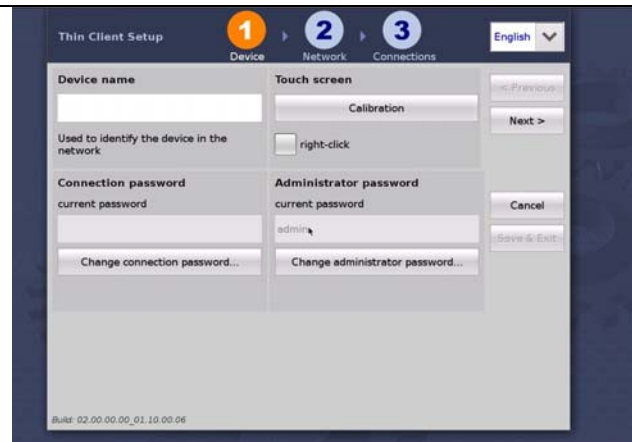 Thin Client Setup
1 2 3
Device Network Connections
English
Device name
Used to identify the device in the
network
Touch screen
Calibration
right-click
< Previous
Next >
Connection password
current password
Change connection password...
Administrator password
current password
admin
Change administrator password...
Cancel
Save & Exit
Build: 02.00.00.00_01.10.00.06